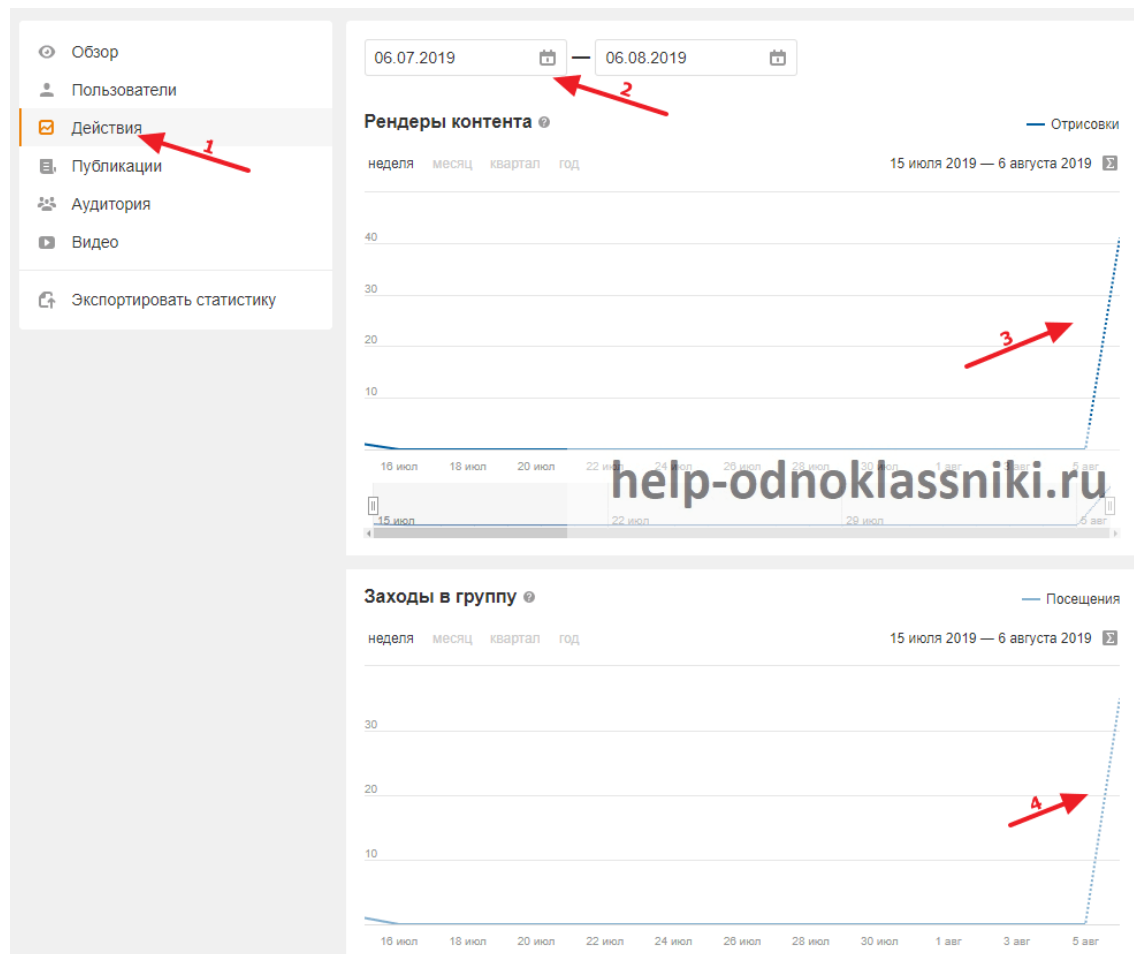 Обзор
Пользователи
Действия
Публикации
Аудитория
Видео
Экспортировать статистику
1
06.07.2019 — 06.08.2019
2
Рендеры контента
Отрисовки
неделя месяц квартал год
15 июля 2019 — 6 августа 2019 Σ
40
30
20
10
3
16 июл 18 июл 20 июл 22 июл 24 июл 26 июл 28 июл 30 июл 1 авг 3 авг 5 авг
help-odnoklassniki.ru
15 июл 22 июл 29 июл 5 авг
Заходы в группу
Посещения
неделя месяц квартал год
15 июля 2019 — 6 августа 2019 Σ
30
20
10
4
16 июл 18 июл 20 июл 22 июл 24 июл 26 июл 28 июл 30 июл 1 авг 3 авг 5 авг